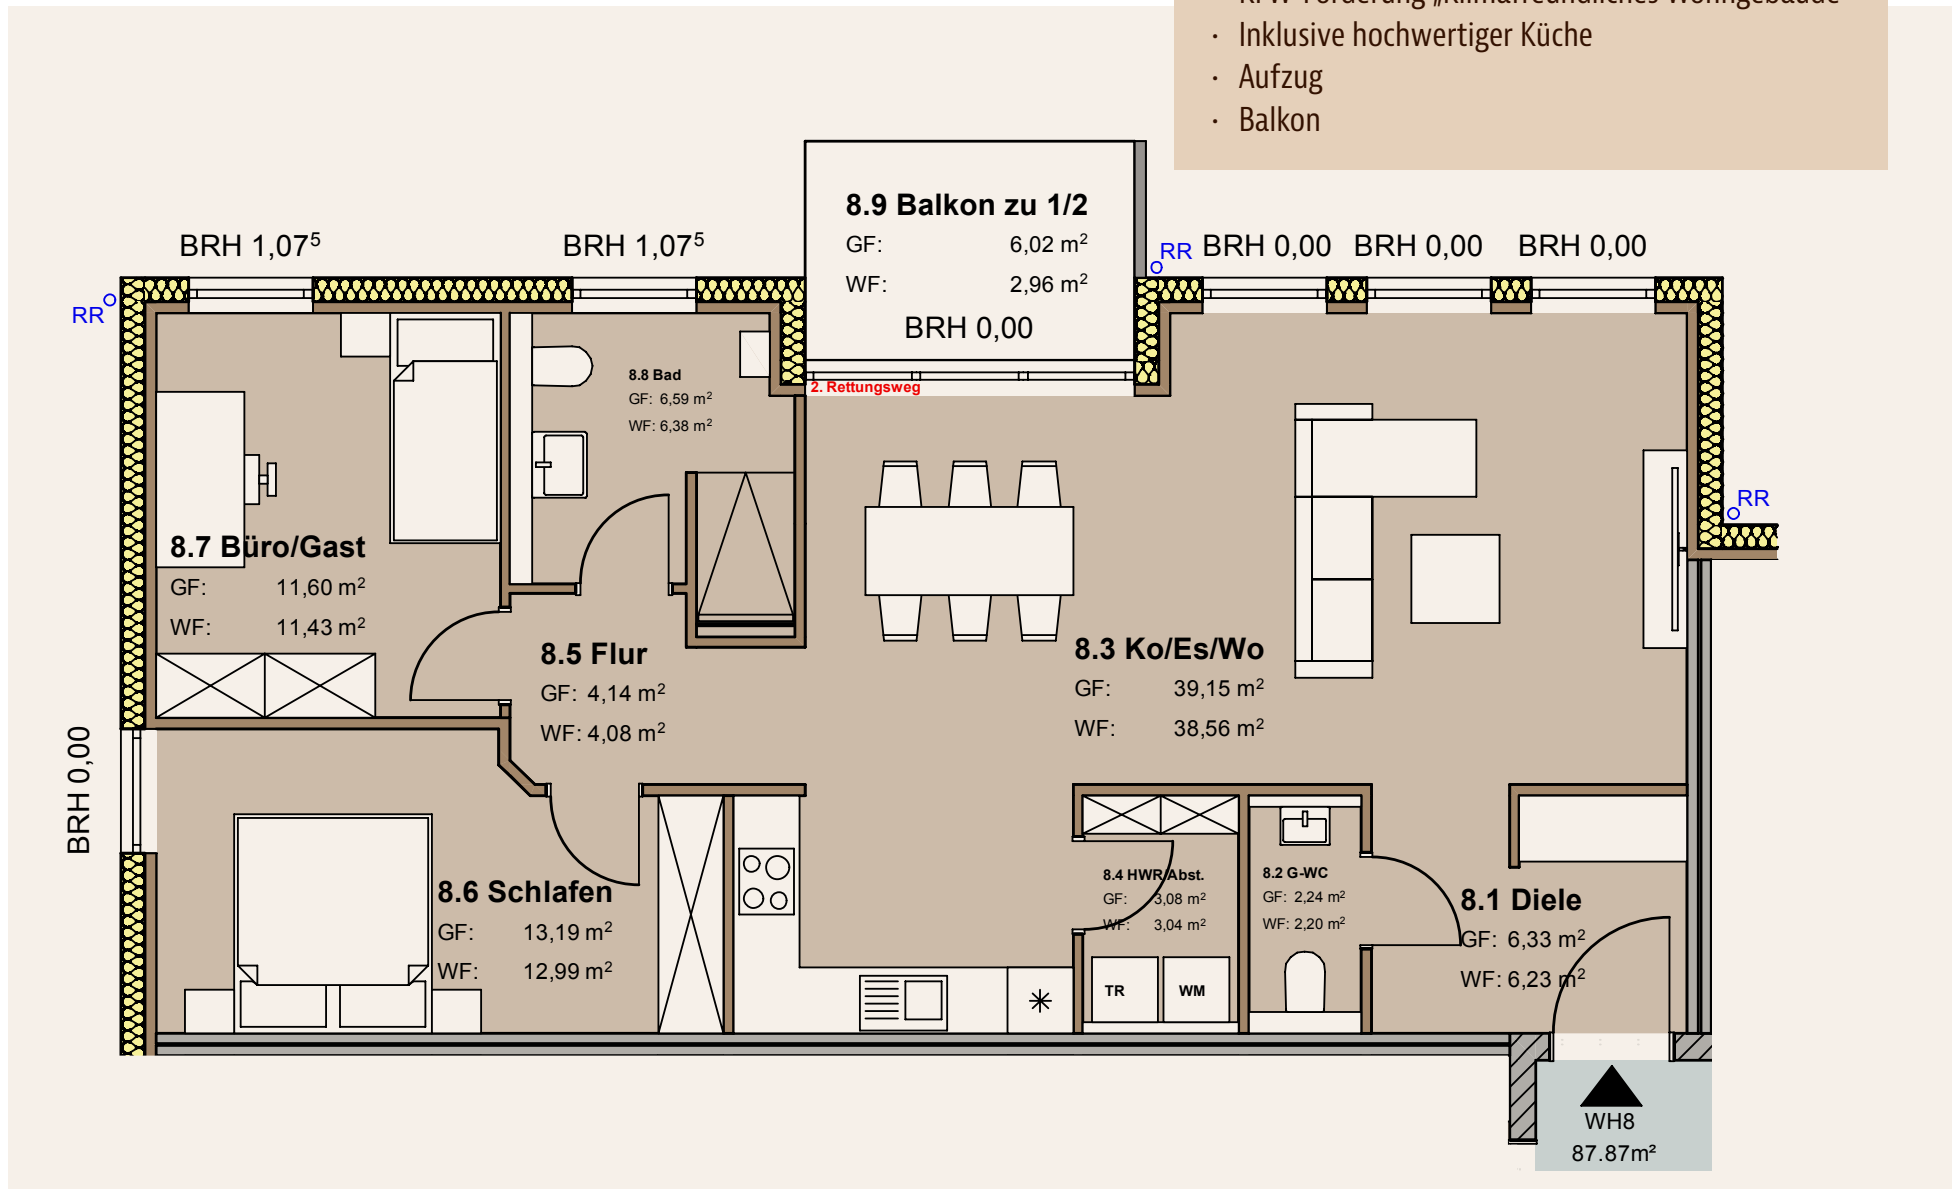 · Inklusive hochwertiger Küche
· Aufzug
· Balkon
8.9 Balkon zu 1/2
GF: 6,02 m²
WF: 2,96 m²
BRH 0,00
2. Rettungsweg
BRH 1,07⁵
BRH 1,07⁵
RR
BRH 0,00
BRH 0,00
BRH 0,00
RR
RR
8.8 Bad
GF: 6,59 m²
WF: 6,38 m²
8.7 Büro/Gast
GF: 11,60 m²
WF: 11,43 m²
8.5 Flur
GF: 4,14 m²
WF: 4,08 m²
8.3 Ko/Es/Wo
GF: 39,15 m²
WF: 38,56 m²
BRH 0,00
8.6 Schlafen
GF: 13,19 m²
WF: 12,99 m²
8.4 HWR/Abst.
GF: 3,08 m²
WF: 3,04 m²
TR
WM
8.2 G-WC
GF: 2,24 m²
WF: 2,20 m²
8.1 Diele
GF: 6,33 m²
WF: 6,23 m²
WH8
87.87m²